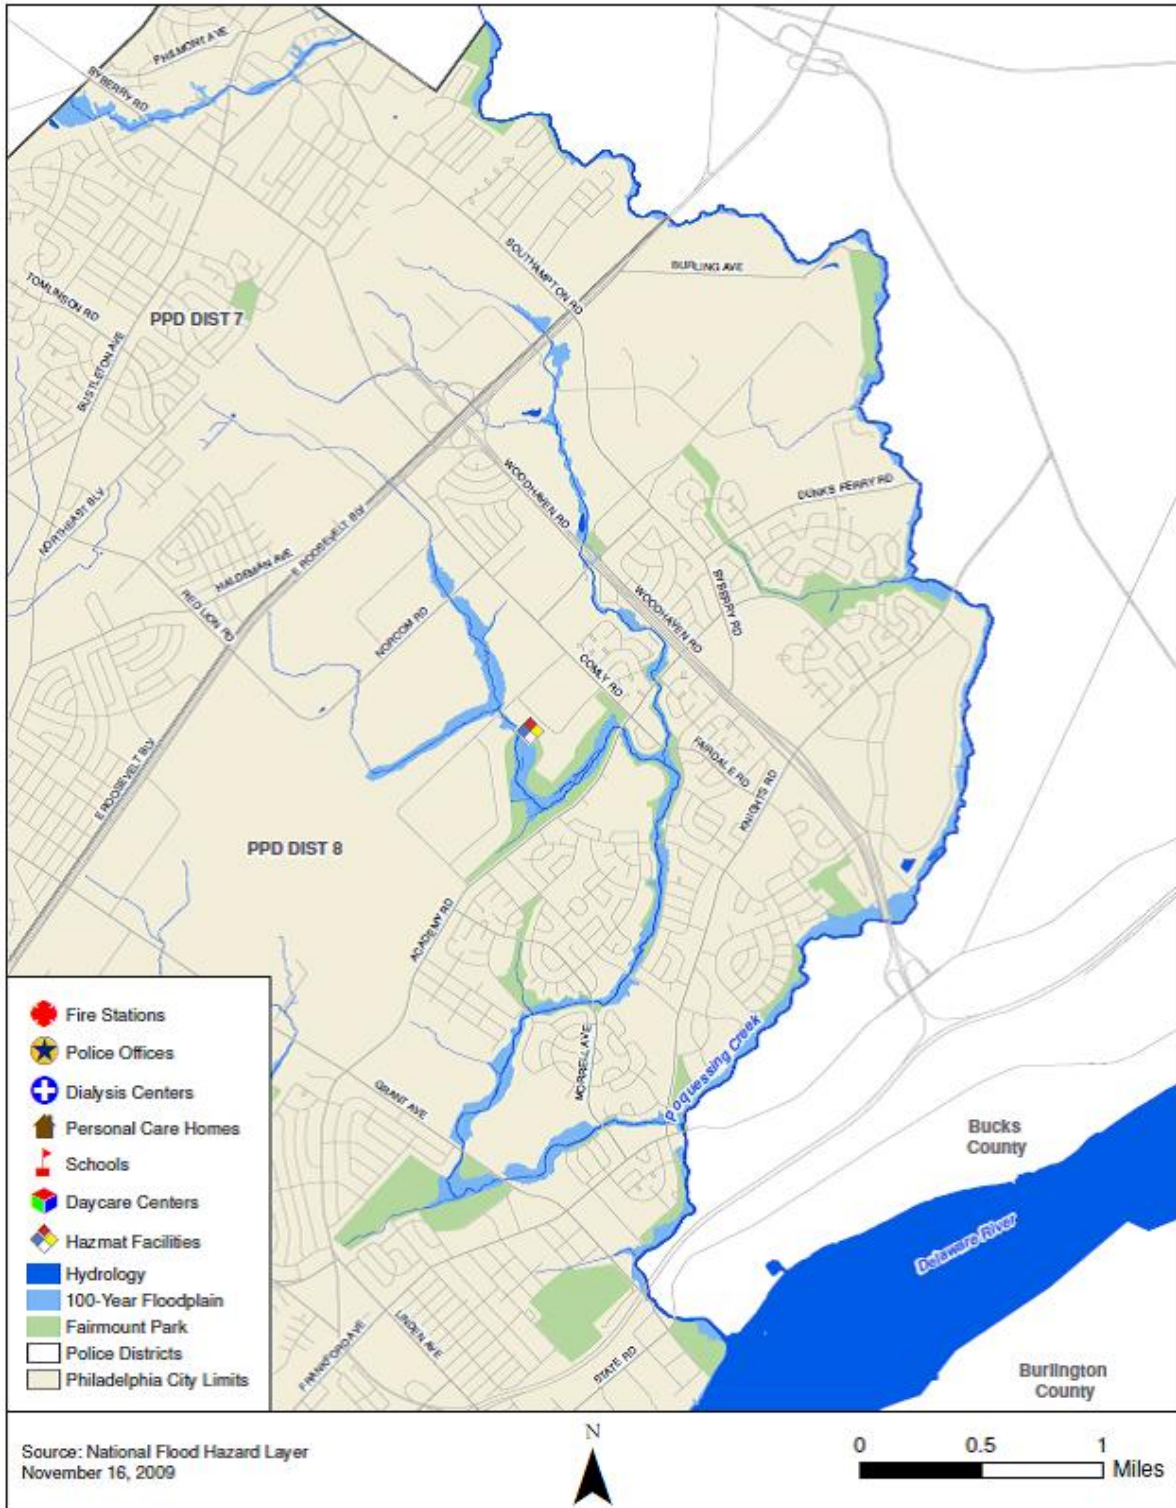 PHILMONT AVE
BYBERRY RD
SOUTHAMPTON RD
BURLING AVE
TOMLINSON RD
PPD DIST 7
BUSTLETON AVE
WOODHAVEN RD
DUNKS FERRY RD
NORTHEAST BLV
E ROOSEVELT BLV
HALDEMAN AVE
RED LION RD
NORCOM RD
BYBERRY RD
WOODHAVEN RD
COMLY RD
FAIRDALE RD
KNIGHTS RD
E ROOSEVELT BLV
PPD DIST 8
ACADEMY RD
MORRELL AVE
Poquessing Creek
GRANT AVE
Bucks
County
Delaware River
LINDEN AVE
FRANKFORD AVE
STATE RD
Burlington
County
Fire Stations
Police Offices
Dialysis Centers
Personal Care Homes
Schools
Daycare Centers
Hazmat Facilities
Hydrology
100-Year Floodplain
Fairmount Park
Police Districts
Philadelphia City Limits
Source: National Flood Hazard Layer
November 16, 2009
N
0 0.5 1
Miles